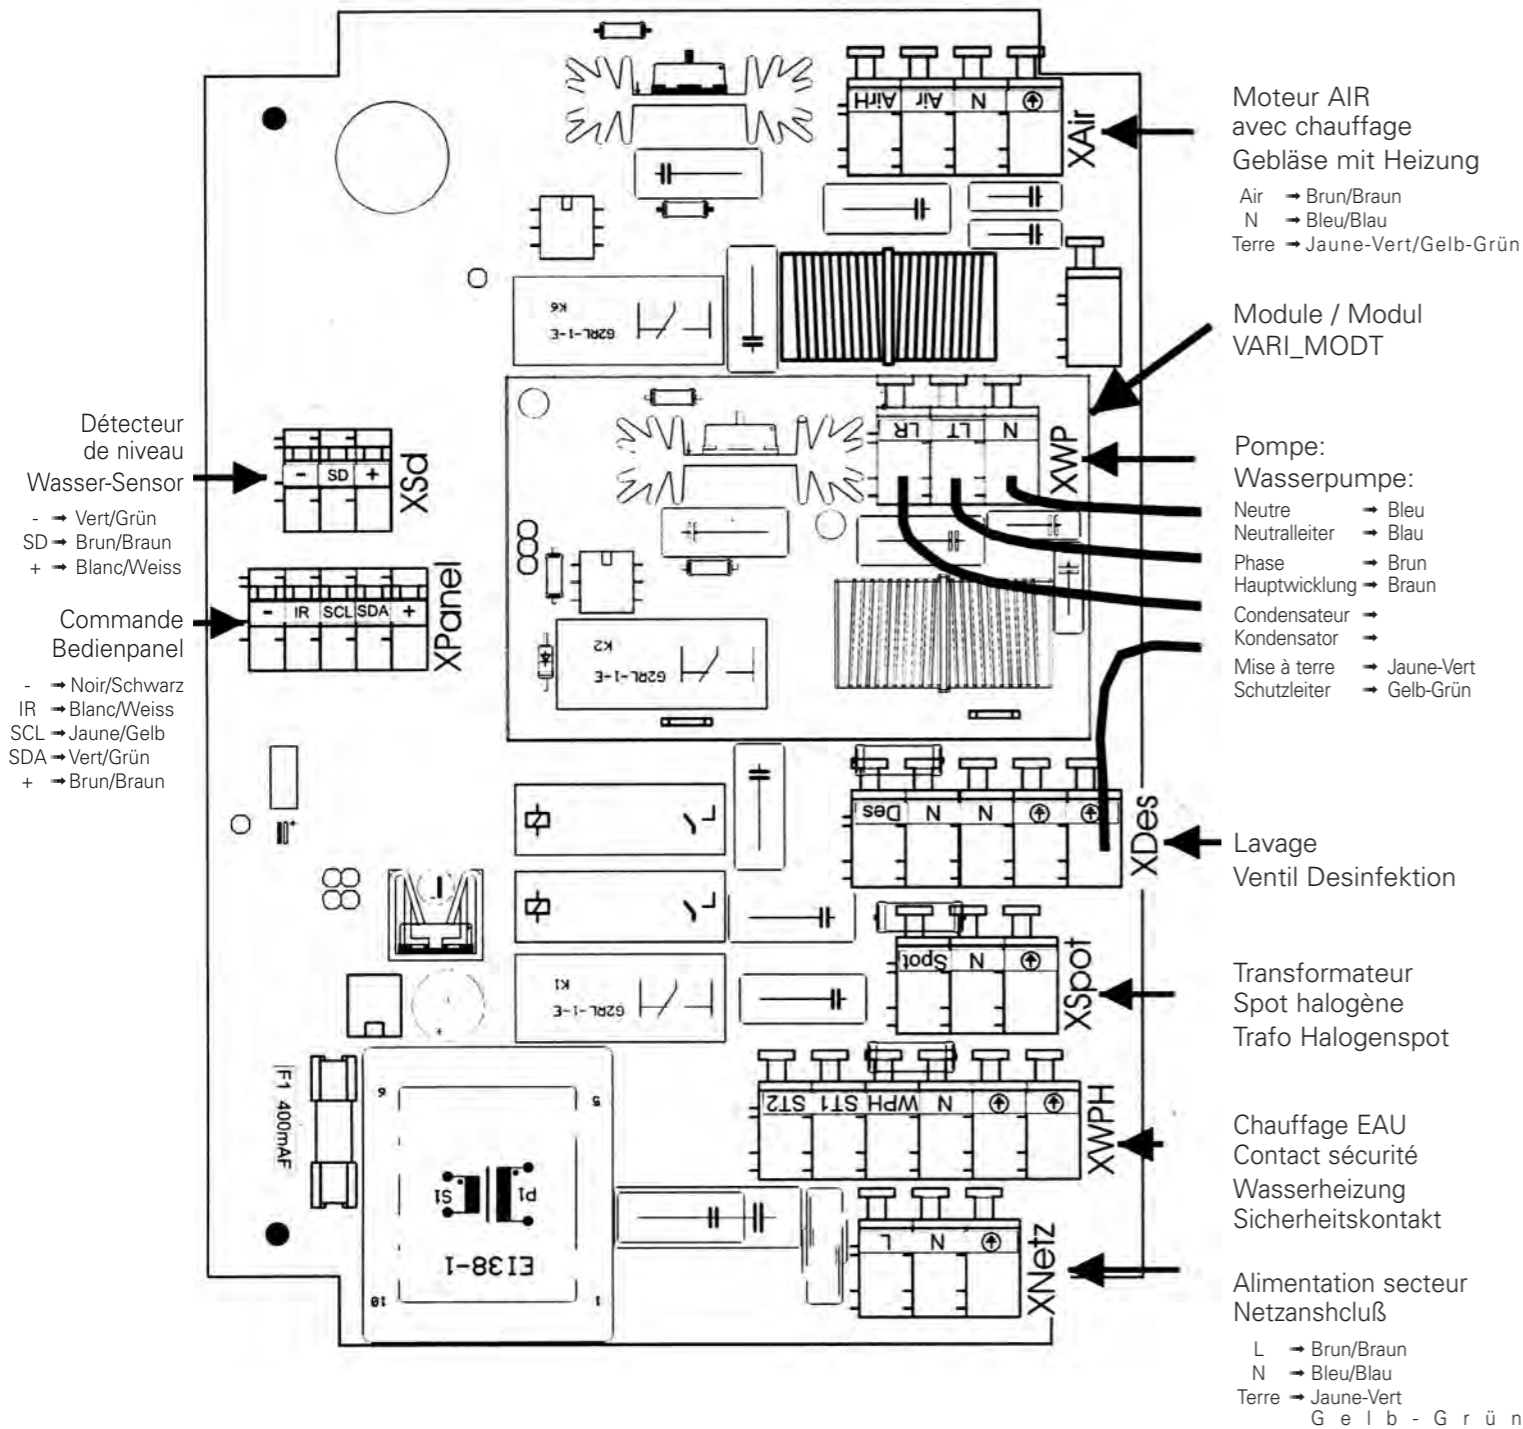 Moteur AIR
avec chauffage
Gebläse mit Heizung
Air ➟ Brun/Braun
N ➟ Bleu/Blau
Terre ➟ Jaune-Vert/Gelb-Grün
Module / Modul
VARI_MODT
Pompe:
Wasserpumpe:
Neutre ➟ Bleu
Neutralleiter ➟ Blau
Phase ➟ Brun
Hauptwicklung ➟ Braun
Condensateur ➟
Kondensator ➟
Mise à terre ➟ Jaune-Vert
Schutzleiter ➟ Gelb-Grün
Lavage
Ventil Desinfektion
Transformateur
Spot halogène
Trafo Halogenspot
Chauffage EAU
Contact sécurité
Wasserheizung
Sicherheitskontakt
Alimentation secteur
Netzanshcluß
L ➟ Brun/Braun
N ➟ Bleu/Blau
Terre ➟ Jaune-Vert
Gelb-Grün
Détecteur
de niveau
Wasser-Sensor
- ➟ Vert/Grün
SD ➟ Brun/Braun
+ ➟ Blanc/Weiss
Commande
Bedienpanel
- ➟ Noir/Schwarz
IR ➟ Blanc/Weiss
SCL ➟ Jaune/Gelb
SDA ➟ Vert/Grün
+ ➟ Brun/Braun
AirH Air N
XAir
K6
G2RL-1-E
LR LT N
XWP
- SD +
XSd
- IR SCL SDA +
XPanel
K2
G2RL-1-E
Des N N
XDes
Spot N
XSpot
K1
G2RL-1-E
ST2 ST1 WPH N
XWPH
L N
XNetz
F1 400mAF
6 5
S1 P1
EI38-1
10 1